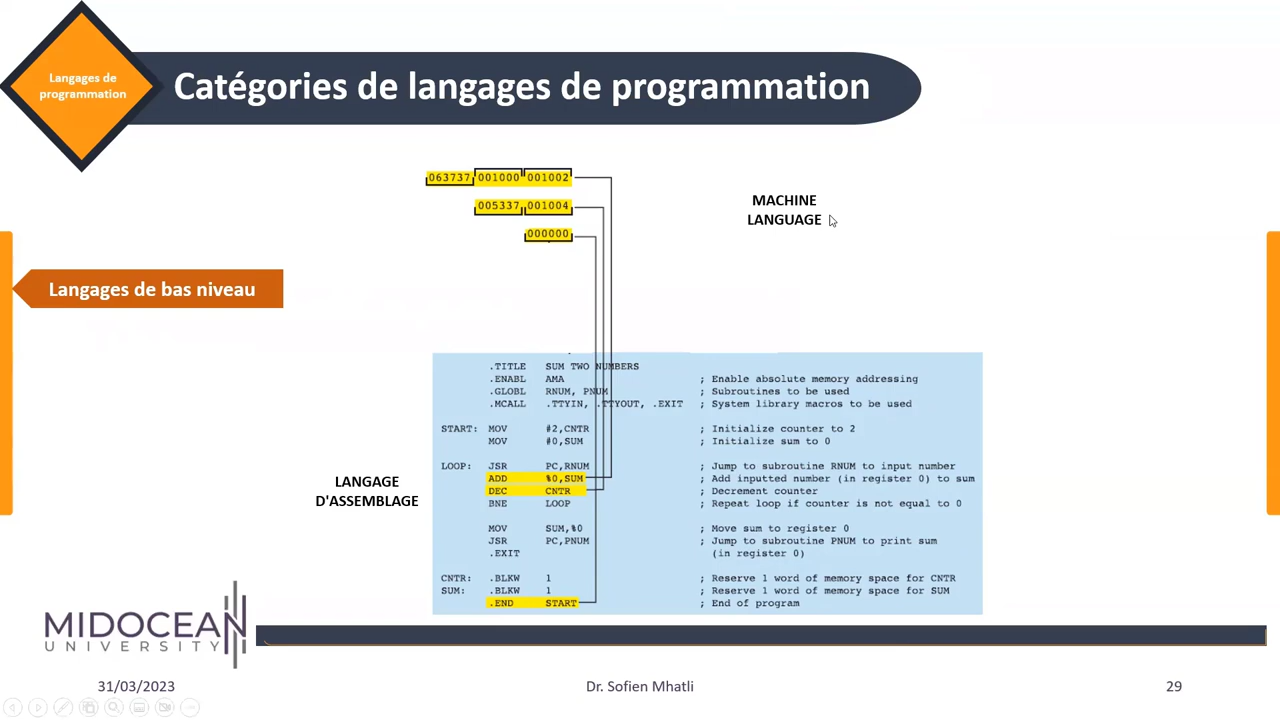 Langages de
programmation
Catégories de langages de programmation
063737 001000 001002
005337 001004
000000
MACHINE
LANGUAGE
Langages de bas niveau
LANGAGE
D'ASSEMBLAGE
.TITLE SUM TWO NUMBERS
.ENABL AMA ; Enable absolute memory addressing
.GLOBL RNUM, PNUM ; Subroutines to be used
.MCALL .TTYIN, .TTYOUT, .EXIT ; System library macros to be used
START: MOV #2,CNTR ; Initialize counter to 2
MOV #0,SUM ; Initialize sum to 0
LOOP: JSR PC,RNUM ; Jump to subroutine RNUM to input number
ADD %0,SUM ; Add inputted number (in register 0) to sum
DEC CNTR ; Decrement counter
BNE LOOP ; Repeat loop if counter is not equal to 0
MOV SUM,%0 ; Move sum to register 0
JSR PC,PNUM ; Jump to subroutine PNUM to print sum
.EXIT (in register 0)
CNTR: .BLKW 1 ; Reserve 1 word of memory space for CNTR
SUM: .BLKW 1 ; Reserve 1 word of memory space for SUM
.END START ; End of program
MIDOCEAN
UNIVERSITY
31/03/2023
Dr. Sofien Mhatli
29